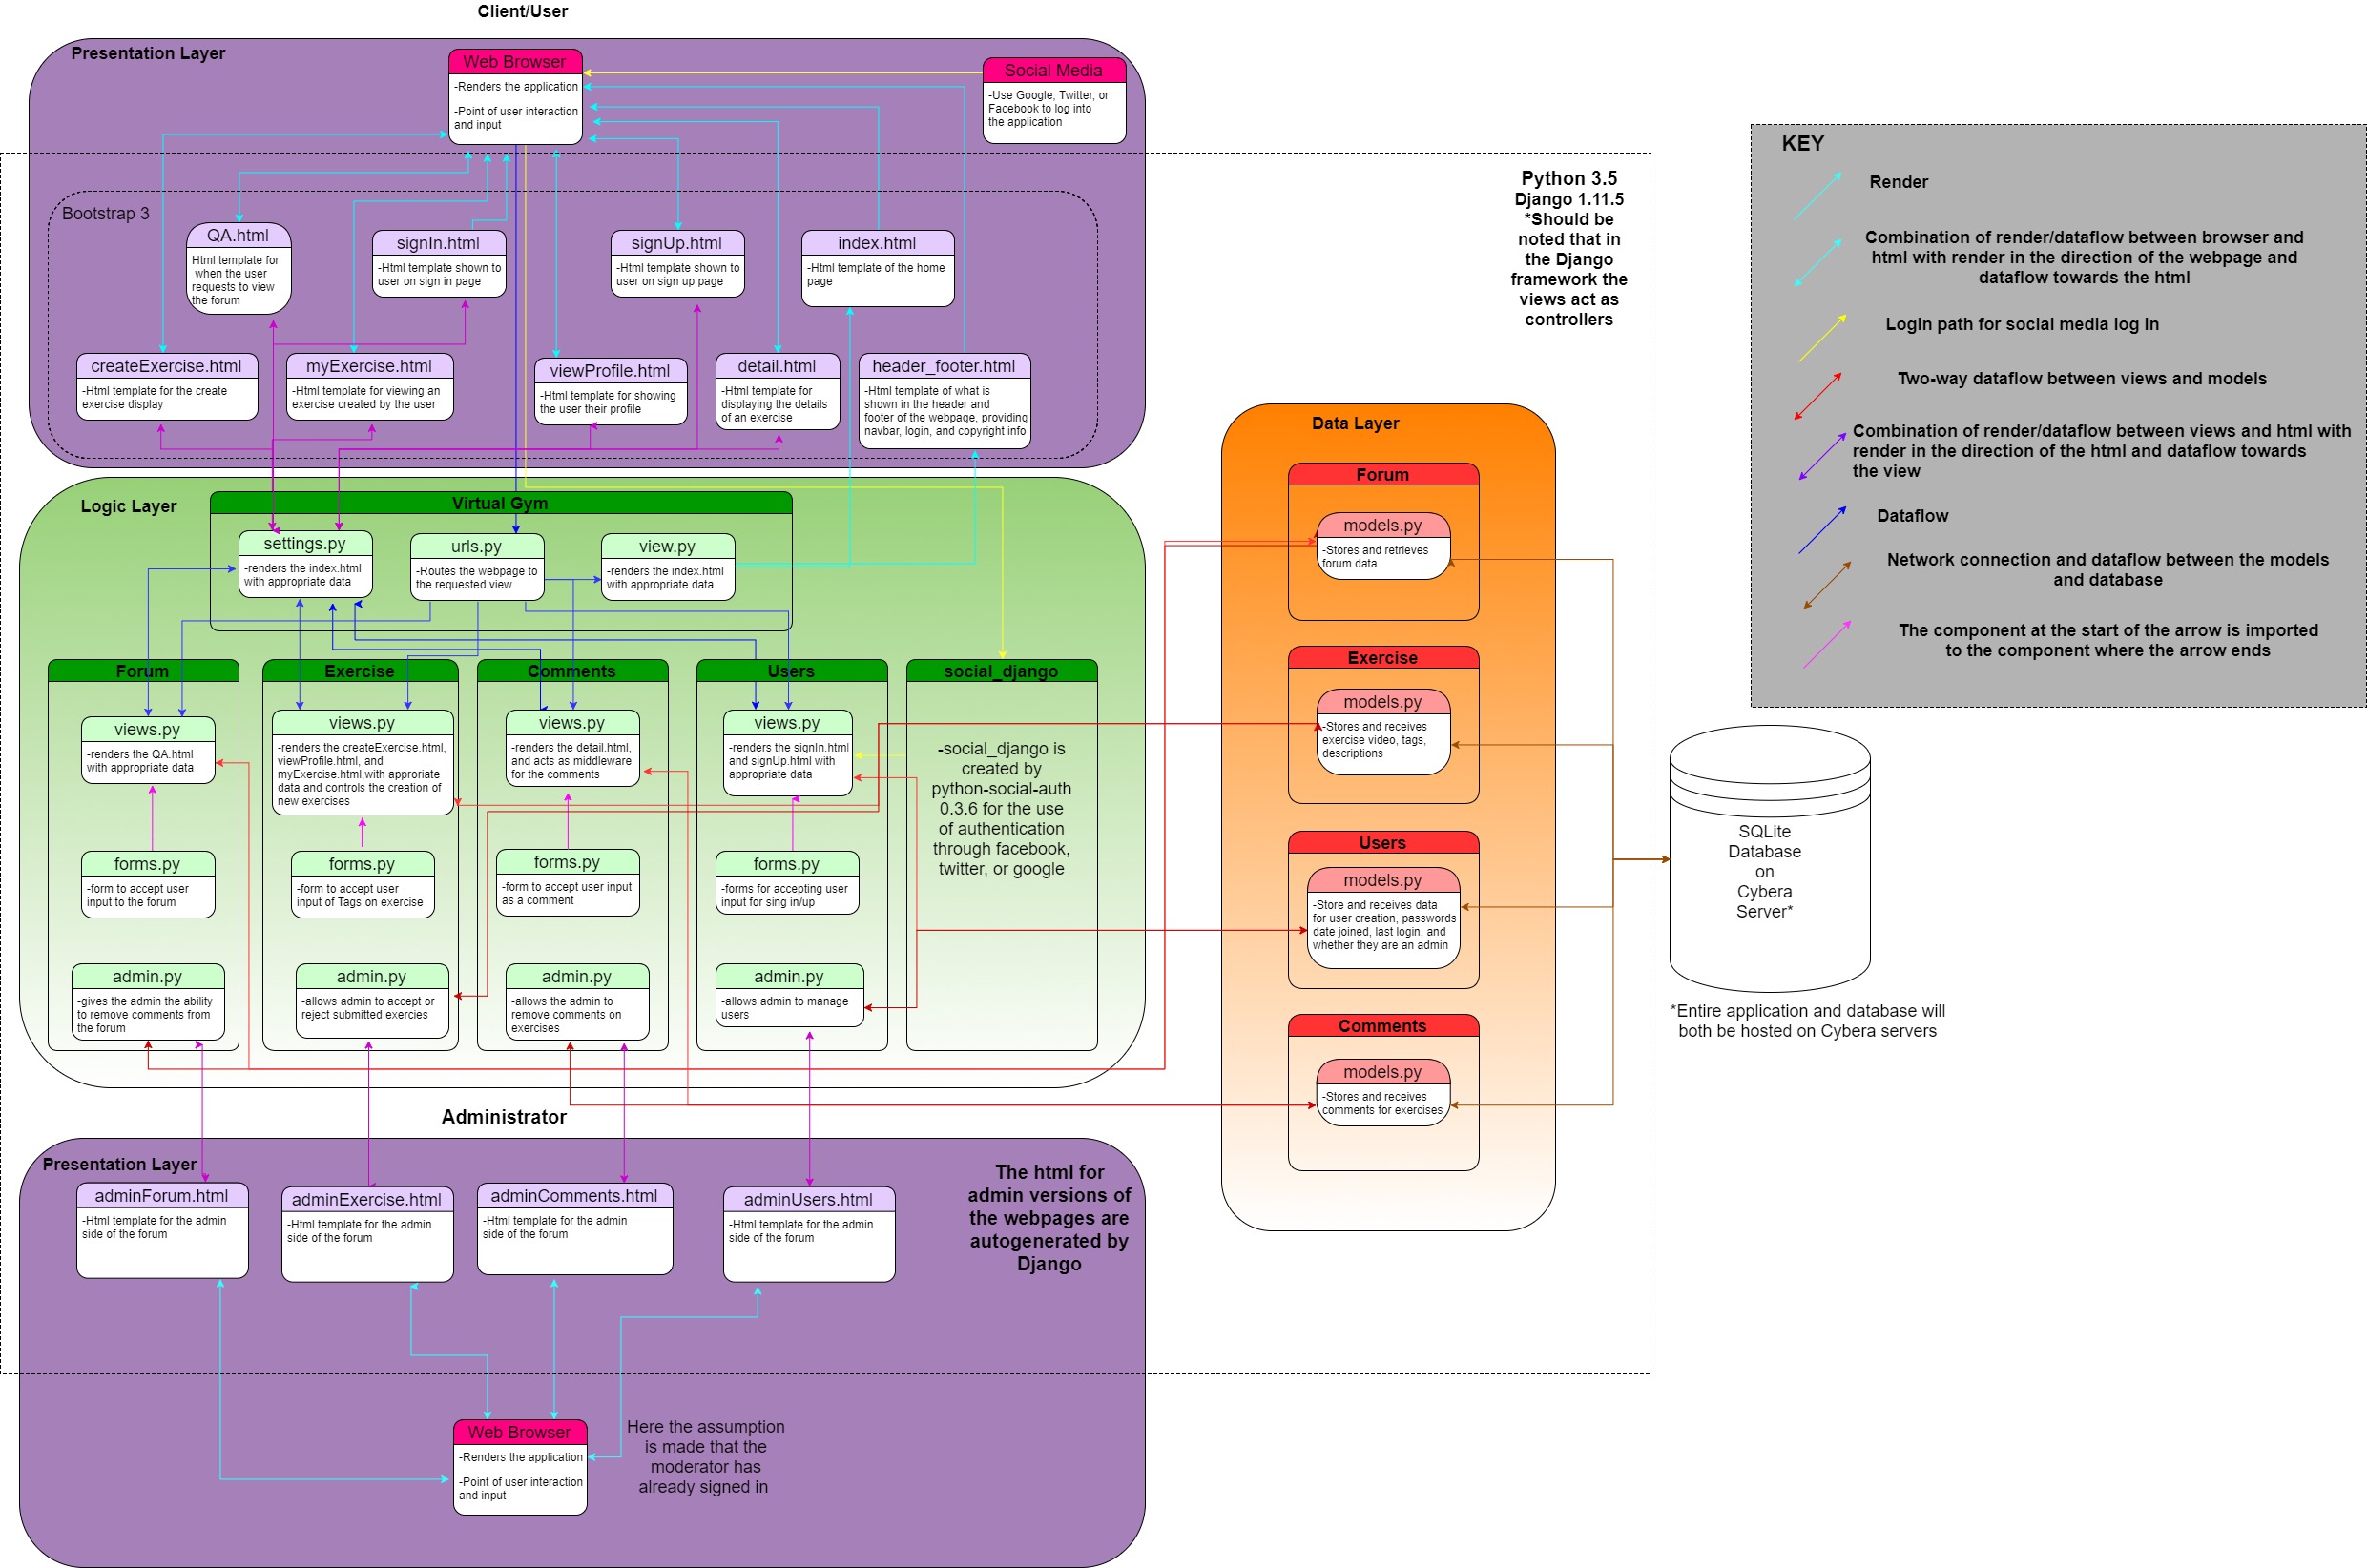 Client/User
Presentation Layer
Web Browser
-Renders the application
-Point of user interaction
and input
Social Media
-Use Google, Twitter, or
Facebook to log into
the application
Bootstrap 3
QA.html
Html template for
when the user
requests to view
the forum
signIn.html
-Html template shown to
user on sign in page
signUp.html
-Html template shown to
user on sign up page
index.html
-Html template of the home
page
createExercise.html
-Html template for the create
exercise display
myExercise.html
-Html template for viewing an
exercise created by the user
viewProfile.html
-Html template for showing
the user their profile
detail.html
-Html template for
displaying the details
of an exercise
header_footer.html
-Html template of what is
shown in the header and
footer of the webpage, providing
navbar, login, and copyright info
Python 3.5
Django 1.11.5
*Should be
noted that in
the Django
framework the
views act as
controllers
KEY
Render
Combination of render/dataflow between browser and
html with render in the direction of the webpage and
dataflow towards the html
Login path for social media log in
Two-way dataflow between views and models
Combination of render/dataflow between views and html with
render in the direction of the html and dataflow towards
the view
Dataflow
Network connection and dataflow between the models
and database
The component at the start of the arrow is imported
to the component where the arrow ends
Logic Layer
Virtual Gym
settings.py
-renders the index.html
with appropriate data
urls.py
-Routes the webpage to
the requested view
view.py
-renders the index.html
with appropriate data
Forum
views.py
-renders the QA.html
with appropriate data
forms.py
-form to accept user
input to the forum
admin.py
-gives the admin the ability
to remove comments from
the forum
Exercise
views.py
-renders the createExercise.html,
viewProfile.html, and
myExercise.html,with approriate
data and controls the creation of
new exercises
forms.py
-form to accept user
input of Tags on exercise
admin.py
-allows admin to accept or
reject submitted exercies
Comments
views.py
-renders the detail.html,
and acts as middleware
for the comments
forms.py
-form to accept user input
as a comment
admin.py
-allows the admin to
remove comments on
exercises
Users
views.py
-renders the signIn.html
and signUp.html with
appropriate data
forms.py
-forms for accepting user
input for sing in/up
admin.py
-allows admin to manage
users
social_django
-social_django is
created by
python-social-auth
0.3.6 for the use
of authentication
through facebook,
twitter, or google
Data Layer
Forum
models.py
-Stores and retrieves
forum data
Exercise
models.py
-Stores and receives
exercise video, tags,
descriptions
Users
models.py
-Store and receives data
for user creation, passwords
date joined, last login, and
whether they are an admin
Comments
models.py
-Stores and receives
comments for exercises
SQLite
Database
on
Cybera
Server*
*Entire application and database will
both be hosted on Cybera servers
Administrator
Presentation Layer
adminForum.html
-Html template for the admin
side of the forum
adminExercise.html
-Html template for the admin
side of the forum
adminComments.html
-Html template for the admin
side of the forum
adminUsers.html
-Html template for the admin
side of the forum
The html for
admin versions of
the webpages are
autogenerated by
Django
Web Browser
-Renders the application
-Point of user interaction
and input
Here the assumption
is made that the
moderator has
already signed in